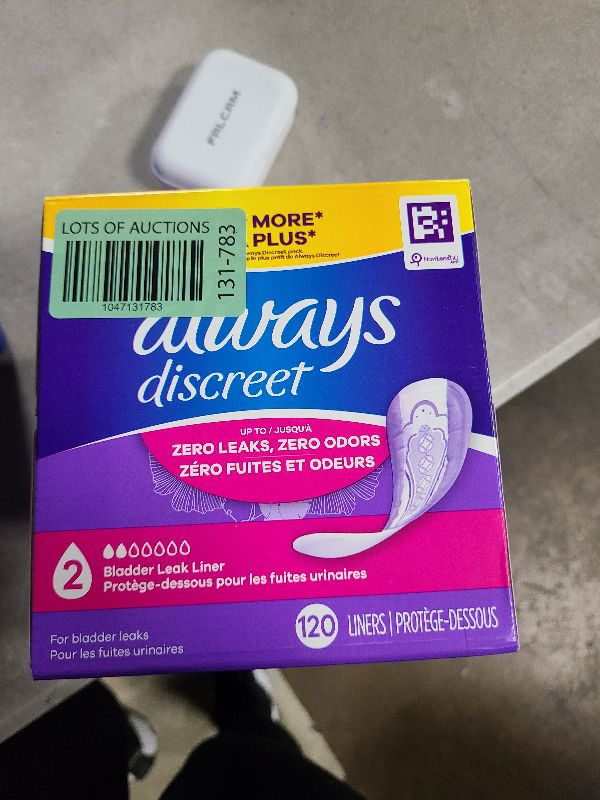 FALCAM
LOTS OF AUCTIONS
1047131783
131-783
MORE*
PLUS*
always
discreet
UP TO / JUSQU'À
ZERO LEAKS, ZERO ODORS
ZÉRO FUITES ET ODEURS
2
Bladder Leak Liner
Protège-dessous pour les fuites urinaires
120 LINERS | PROTÈGE-DESSOUS
For bladder leaks
Pour les fuites urinaires